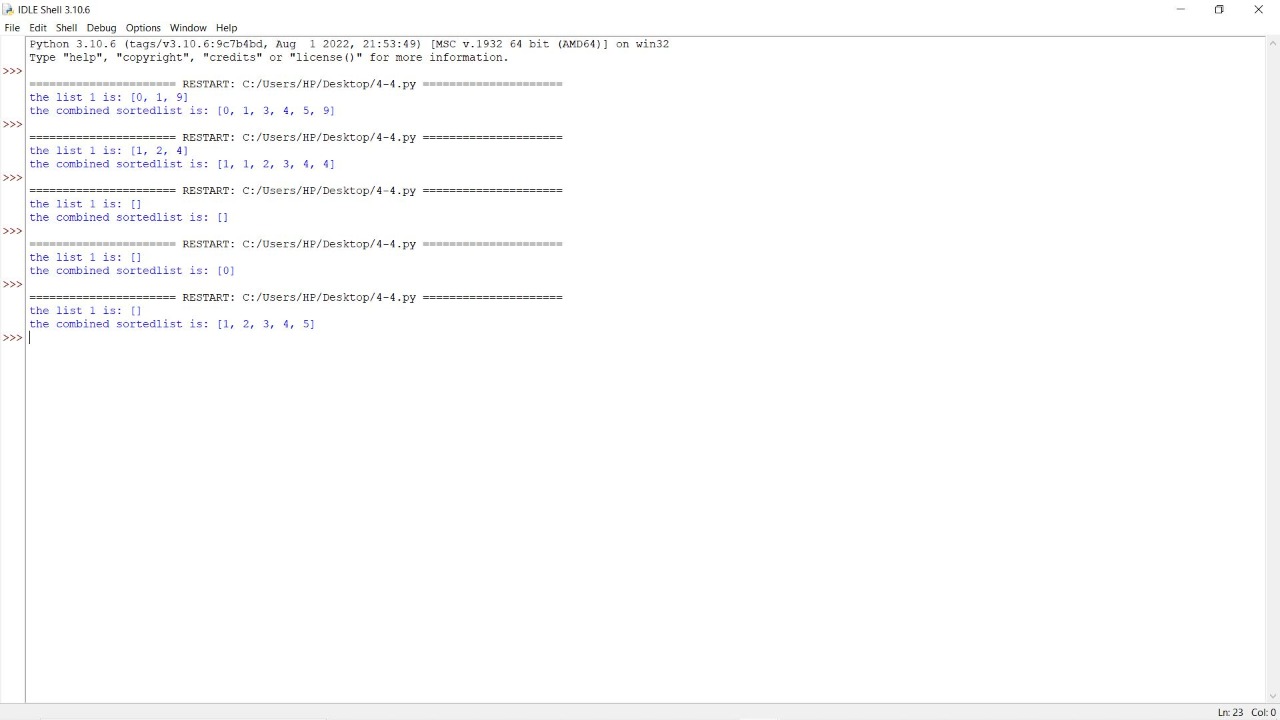 IDLE Shell 3.10.6
File Edit Shell Debug Options Window Help
Python 3.10.6 (tags/v3.10.6:9c7b4bd, Aug  1 2022, 21:53:49) [MSC v.1932 64 bit (AMD64)] on win32
Type "help", "copyright", "credits" or "license()" for more information.
>>>
====================== RESTART: C:/Users/HP/Desktop/4-4.py =====================
the list 1 is: [0, 1, 9]
the combined sortedlist is: [0, 1, 3, 4, 5, 9]
>>>
====================== RESTART: C:/Users/HP/Desktop/4-4.py =====================
the list 1 is: [1, 2, 4]
the combined sortedlist is: [1, 1, 2, 3, 4, 4]
>>>
====================== RESTART: C:/Users/HP/Desktop/4-4.py =====================
the list 1 is: []
the combined sortedlist is: []
>>>
====================== RESTART: C:/Users/HP/Desktop/4-4.py =====================
the list 1 is: []
the combined sortedlist is: [0]
>>>
====================== RESTART: C:/Users/HP/Desktop/4-4.py =====================
the list 1 is: []
the combined sortedlist is: [1, 2, 3, 4, 5]
>>>
Ln: 23 Col: 0